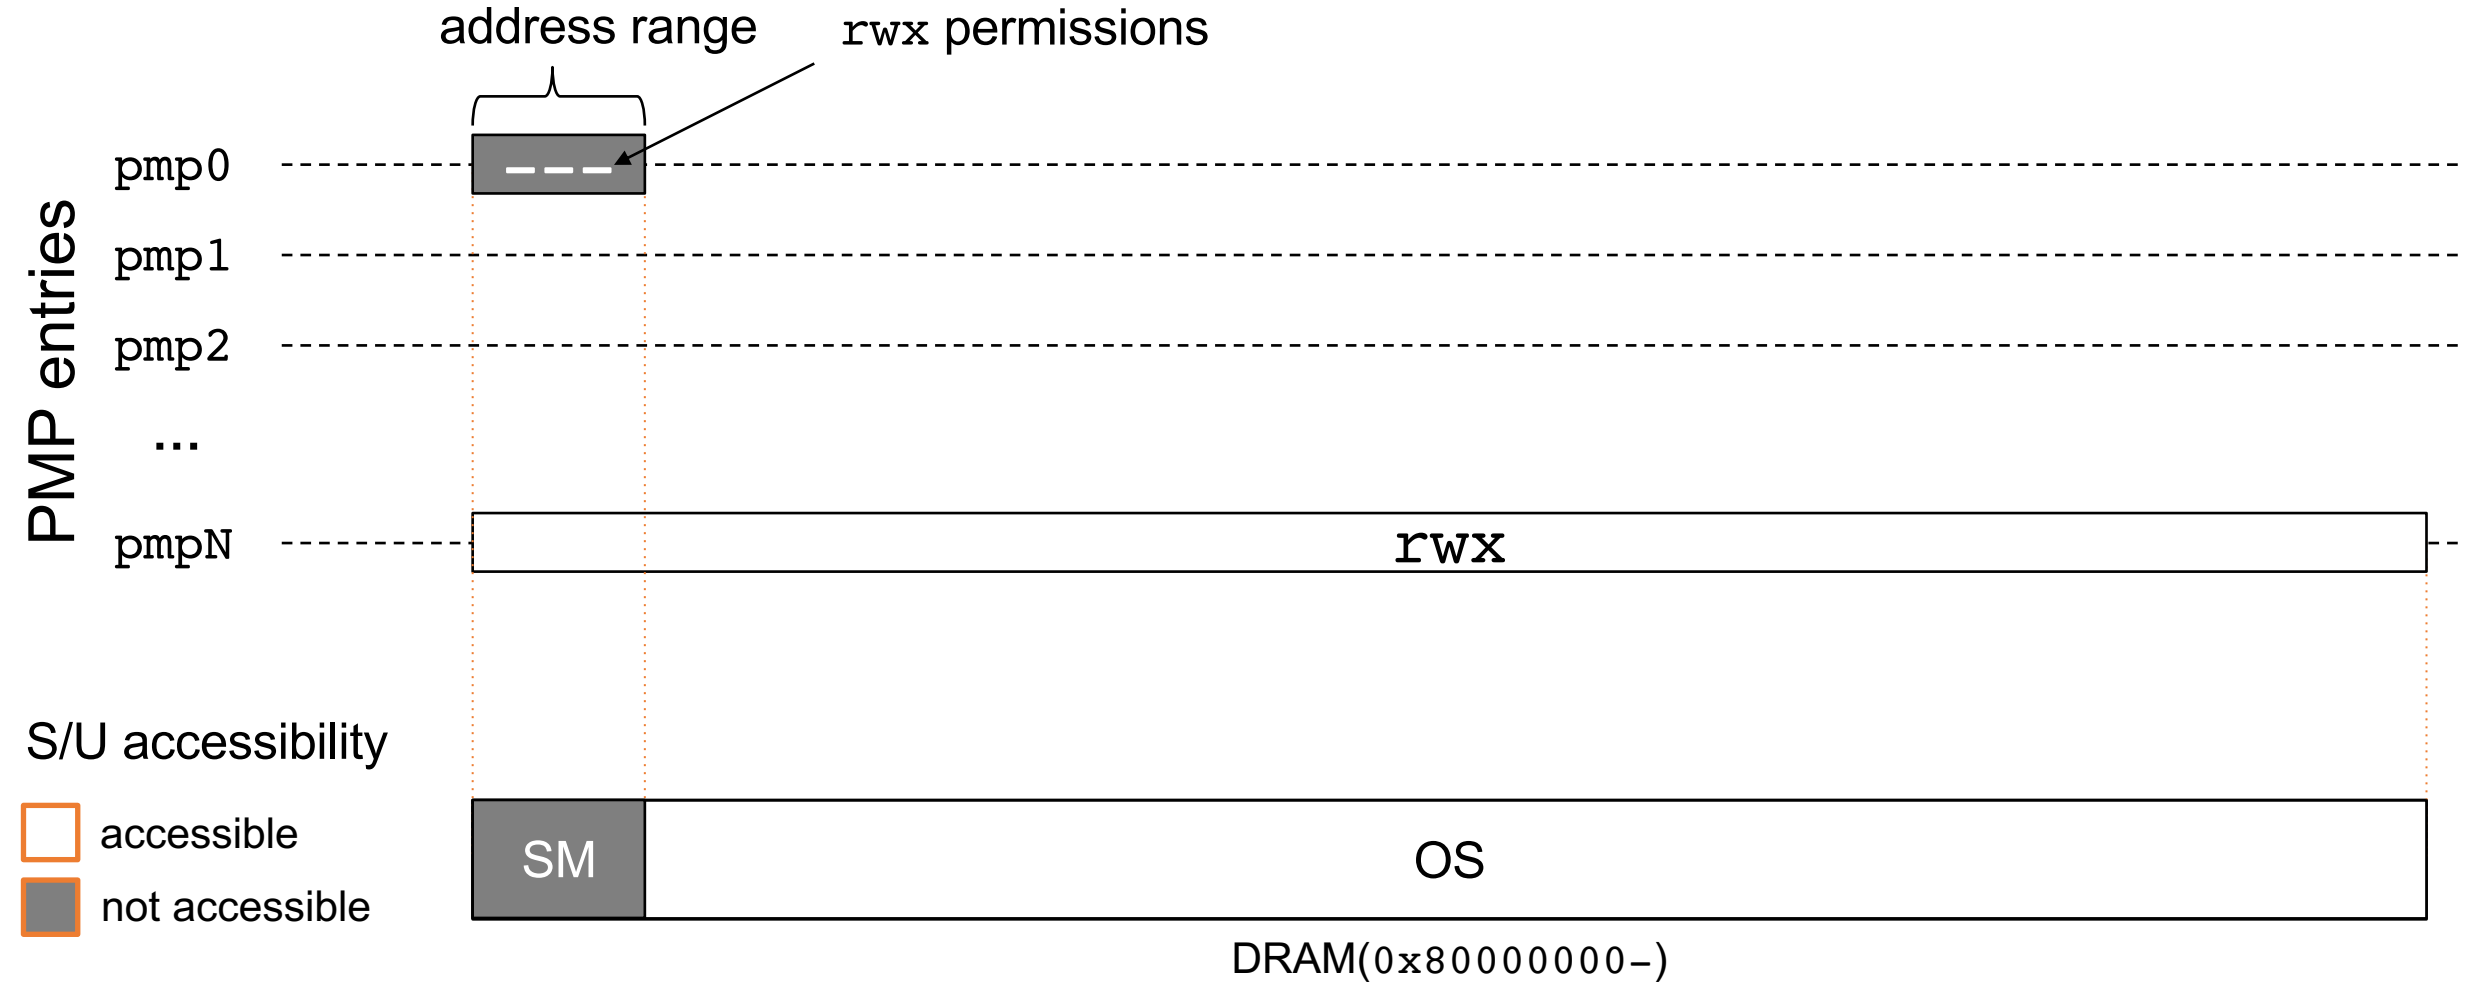 address range
rwx permissions
PMP entries
pmp0
---
pmp1
pmp2
...
pmpN
rwx
S/U accessibility
accessible
not accessible
SM
OS
DRAM(0x80000000-)